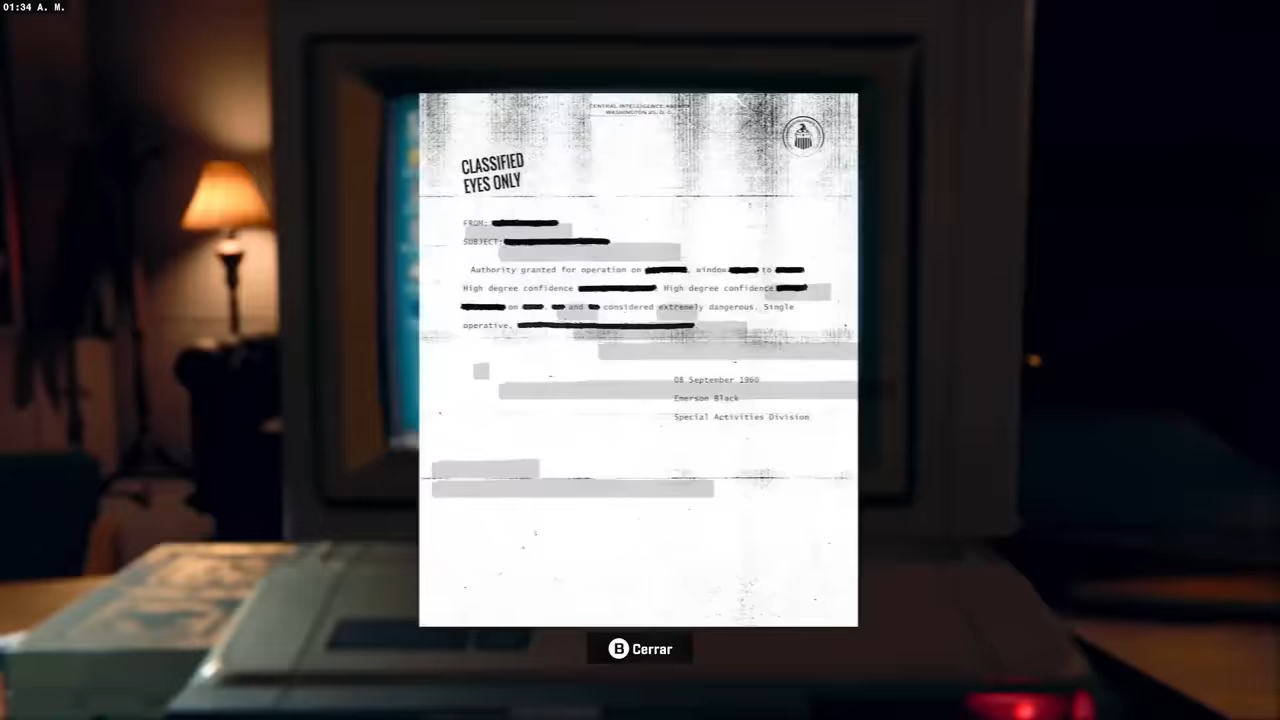 01:34 A. M.
CENTRAL INTELLIGENCE AGENCY
WASHINGTON 25, D. C.
CLASSIFIED
EYES ONLY
FROM:
SUBJECT:
Authority granted for operation on , window to
High degree confidence High degree confidence
on , and considered extremely dangerous. Single
operative,
08 September 1960
Emerson Black
Special Activities Division
B Cerrar